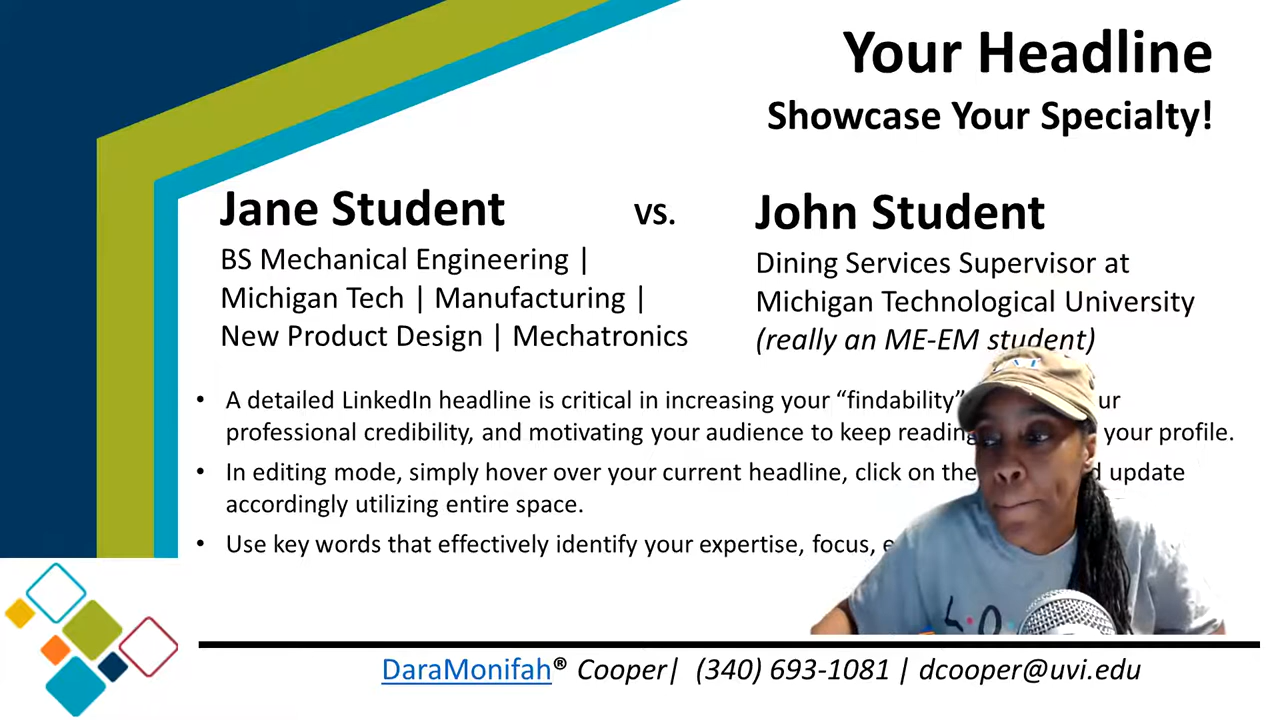 Your Headline
Showcase Your Specialty!
Jane Student
vs.
John Student
BS Mechanical Engineering |
Michigan Tech | Manufacturing |
New Product Design | Mechatronics
Dining Services Supervisor at
Michigan Technological University
(really an ME-EM student)
• A detailed LinkedIn headline is critical in increasing your “findability”
professional credibility, and motivating your audience to keep reading your profile.
• In editing mode, simply hover over your current headline, click on the update
accordingly utilizing entire space.
• Use key words that effectively identify your expertise, focus,
DaraMonifah® Cooper| (340) 693-1081 | dcooper@uvi.edu